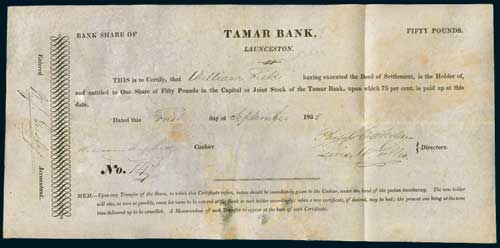 BANK SHARE OF TAMAR BANK, FIFTY POUNDS.
LAUNCESTON.
THIS is to Certify, that William having executed the Deed of Settlement, is the Holder of,
and entitled to One Share of Fifty Pounds in the Capital or Joint Stock of the Tamar Bank, upon which 75 per cent. is paid up at this
date.
Dated this First day of September 183
Cashier
Directors.
No.
MEM:—Upon any Transfer of the Share, to which this Certificate refers, notice should be immediately given to the Cashier, under the hand of the parties transferring. The new holder
will also, as soon as possible, cause his name to be entered at the Bank as such holder accordingly; when a new certificate, if desired, may be had; the present one being at the same
time delivered up to be cancelled. A Memorandum of such Transfer to appear at the back of such Certificate.
Entered
Accountant.